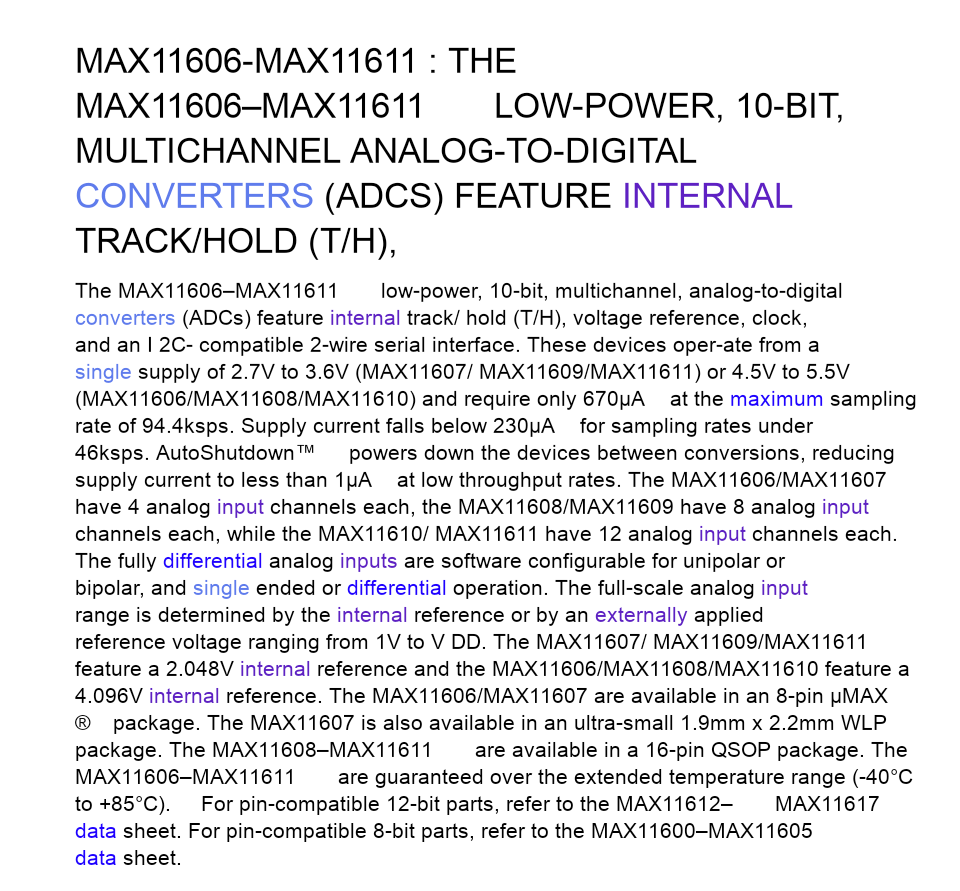 MAX11606-MAX11611 : THE
MAX11606–MAX11611 LOW-POWER, 10-BIT,
MULTICHANNEL ANALOG-TO-DIGITAL
CONVERTERS (ADCS) FEATURE INTERNAL
TRACK/HOLD (T/H),
The MAX11606–MAX11611 low-power, 10-bit, multichannel, analog-to-digital
converters (ADCs) feature internal track/ hold (T/H), voltage reference, clock,
and an I 2C- compatible 2-wire serial interface. These devices oper-ate from a
single supply of 2.7V to 3.6V (MAX11607/ MAX11609/MAX11611) or 4.5V to 5.5V
(MAX11606/MAX11608/MAX11610) and require only 670µA at the maximum sampling
rate of 94.4ksps. Supply current falls below 230µA for sampling rates under
46ksps. AutoShutdown™ powers down the devices between conversions, reducing
supply current to less than 1µA at low throughput rates. The MAX11606/MAX11607
have 4 analog input channels each, the MAX11608/MAX11609 have 8 analog input
channels each, while the MAX11610/ MAX11611 have 12 analog input channels each.
The fully differential analog inputs are software configurable for unipolar or
bipolar, and single ended or differential operation. The full-scale analog input
range is determined by the internal reference or by an externally applied
reference voltage ranging from 1V to V DD. The MAX11607/ MAX11609/MAX11611
feature a 2.048V internal reference and the MAX11606/MAX11608/MAX11610 feature a
4.096V internal reference. The MAX11606/MAX11607 are available in an 8-pin µMAX
® package. The MAX11607 is also available in an ultra-small 1.9mm x 2.2mm WLP
package. The MAX11608–MAX11611 are available in a 16-pin QSOP package. The
MAX11606–MAX11611 are guaranteed over the extended temperature range (-40°C
to +85°C). For pin-compatible 12-bit parts, refer to the MAX11612– MAX11617
data sheet. For pin-compatible 8-bit parts, refer to the MAX11600–MAX11605
data sheet.